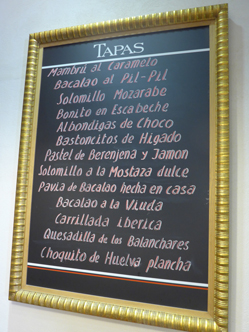 TAPAS
Mambrú al Caramelo
Bacalao al Pil-Pil
Solomillo Mozarabe
Bonito en Escabeche
Albondigas de Choco
Bastoncitos de Higado
Pastel de Berenjena y Jamon
Solomillo a la Mostaza dulce
Pavia de Bacalao hecha en casa
Bacalao a la Viuda
Carrillada iberica
Quesadilla de los Balanchares
Choquito de Huelva plancha